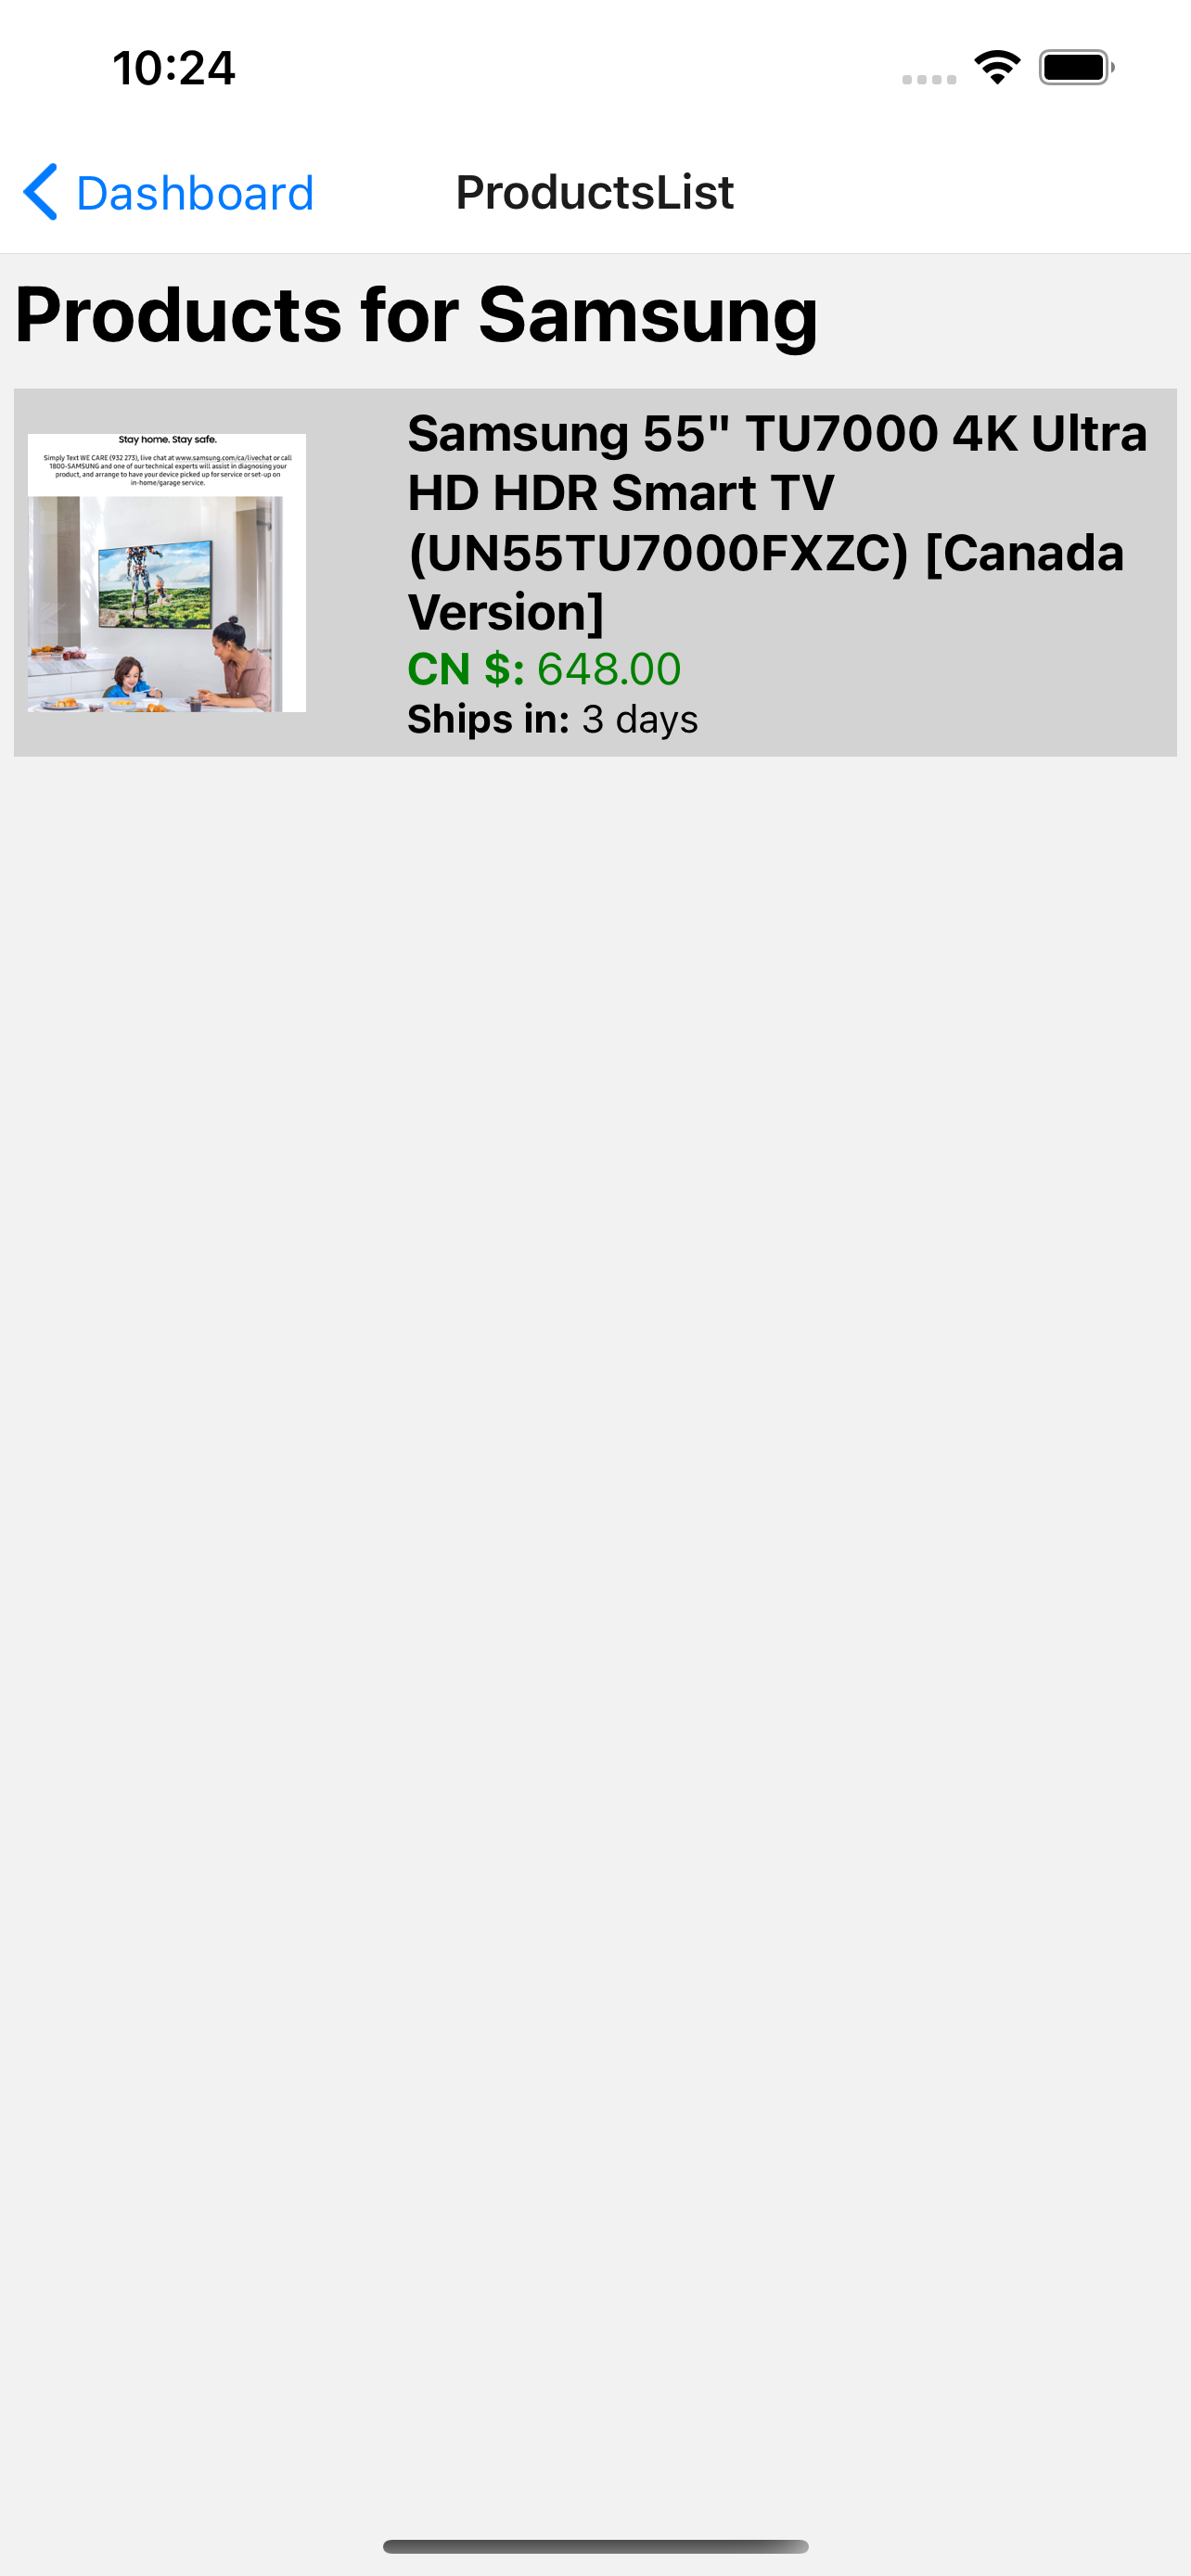 10:24
Dashboard
ProductsList
Products for Samsung
Stay home. Stay safe.
Simply Text WE CARE (932 273), live chat at www.samsung.com/ca/livechat or call
1800-SAMSUNG and one of our technical experts will assist in diagnosing your
product, and arrange to have your device picked up for service or set-up on
in-home/garage service.
Samsung 55" TU7000 4K Ultra
HD HDR Smart TV
(UN55TU7000FXZC) [Canada
Version]
CN $: 648.00
Ships in: 3 days